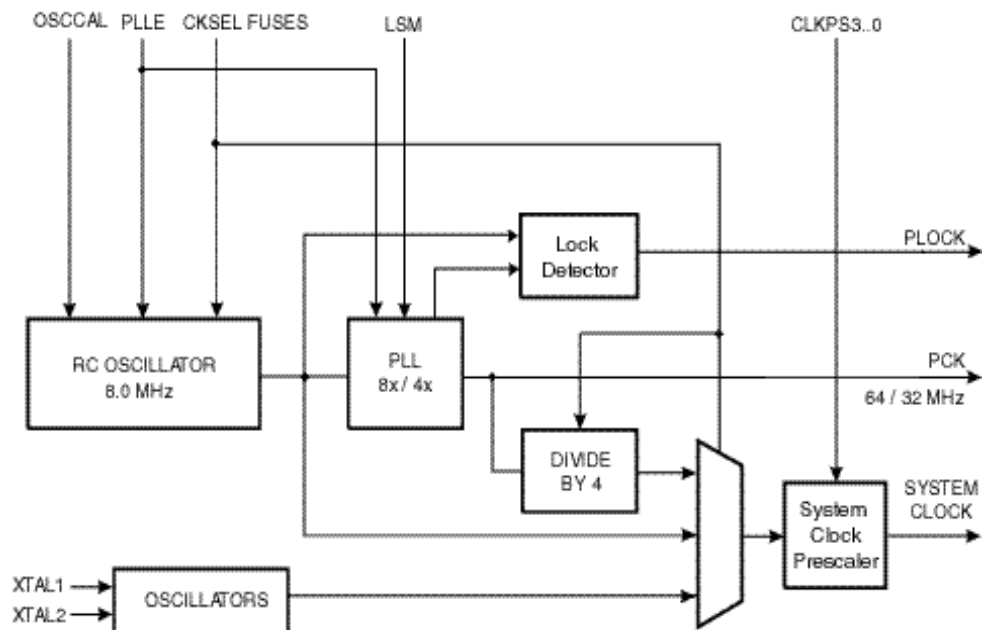 OSCCAL
PLLE
CKSEL FUSES
LSM
CLKPS3..0
Lock
Detector
PLOCK
RC OSCILLATOR
8.0 MHz
PLL
8x / 4x
PCK
64 / 32 MHz
DIVIDE
BY 4
System
Clock
Prescaler
SYSTEM
CLOCK
XTAL1
XTAL2
OSCILLATORS